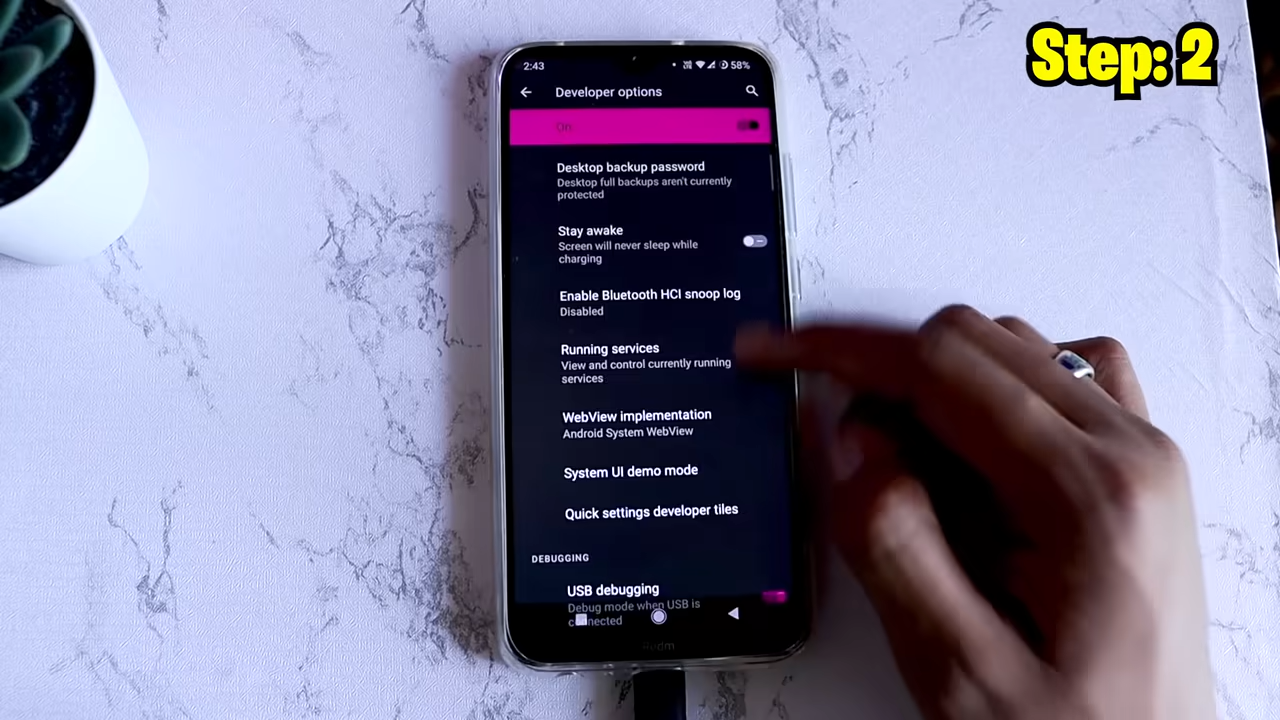 Step: 2
2:43
58%
Developer options
On
Desktop backup password
Desktop full backups aren't currently
protected
Stay awake
Screen will never sleep while
charging
Enable Bluetooth HCI snoop log
Disabled
Running services
View and control currently running
services
WebView implementation
Android System WebView
System UI demo mode
Quick settings developer tiles
DEBUGGING
USB debugging
Debug mode when USB is
connected
Redmi